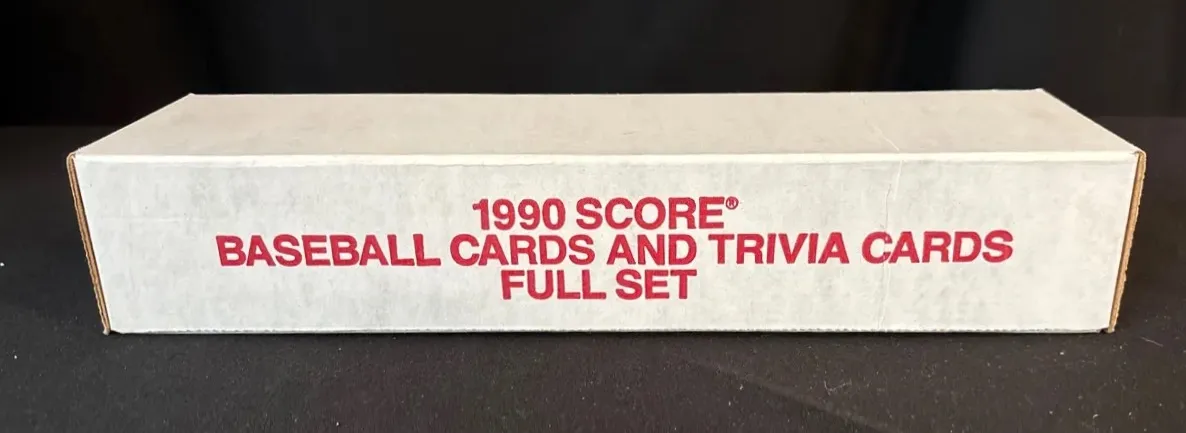 1990 SCORE®
BASEBALL CARDS AND TRIVIA CARDS
FULL SET